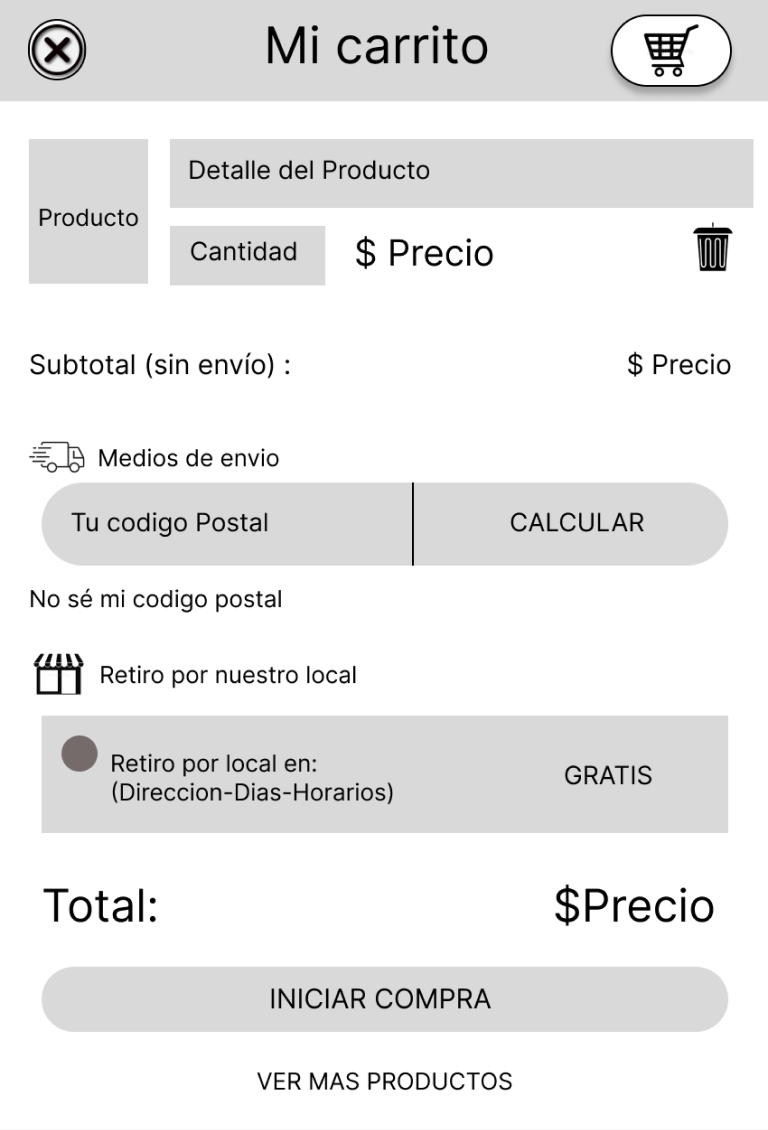 Mi carrito
Producto
Detalle del Producto
Cantidad
$ Precio
Subtotal (sin envío) :
$ Precio
Medios de envio
Tu codigo Postal
CALCULAR
No sé mi codigo postal
Retiro por nuestro local
Retiro por local en:
(Direccion-Dias-Horarios)
GRATIS
Total:
$Precio
INICIAR COMPRA
VER MAS PRODUCTOS